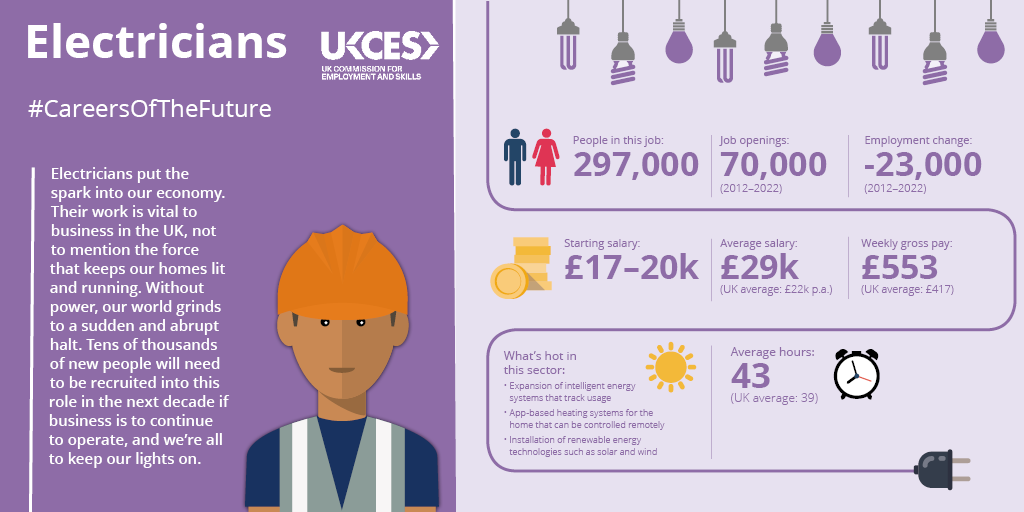 Electricians
UKCES
UK COMMISSION FOR
EMPLOYMENT AND SKILLS
#CareersOfTheFuture
Electricians put the
spark into our economy.
Their work is vital to
business in the UK, not
to mention the force
that keeps our homes lit
and running. Without
power, our world grinds
to a sudden and abrupt
halt. Tens of thousands
of new people will need
to be recruited into this
role in the next decade if
business is to continue
to operate, and we’re all
to keep our lights on.
People in this job:
297,000
Job openings:
70,000
(2012–2022)
Employment change:
-23,000
(2012–2022)
Starting salary:
£17–20k
Average salary:
£29k
(UK average: £22k p.a.)
Weekly gross pay:
£553
(UK average: £417)
What’s hot in
this sector:
• Expansion of intelligent energy
systems that track usage
• App-based heating systems for the
home that can be controlled remotely
• Installation of renewable energy
technologies such as solar and wind
Average hours:
43
(UK average: 39)